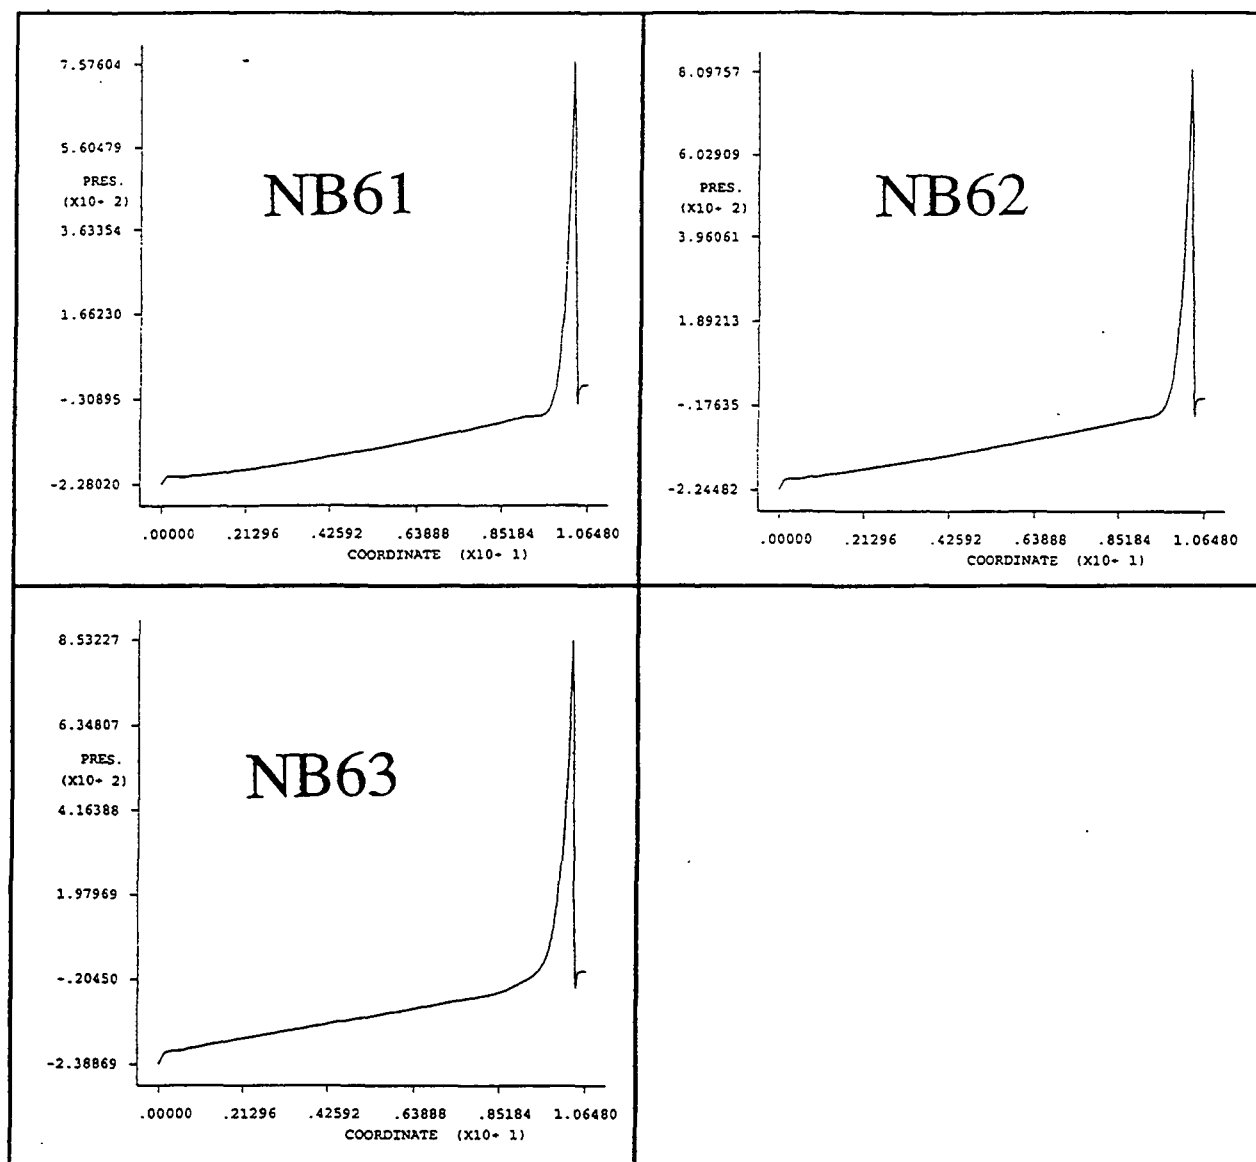 7.57604
5.60479
PRES.
(X10+ 2)
3.63354
1.66230
-.30895
-2.28020
NB61
.00000 .21296 .42592 .63888 .85184 1.06480
COORDINATE (X10+ 1)
8.09757
6.02909
PRES.
(X10+ 2)
3.96061
1.89213
-.17635
-2.24482
NB62
.00000 .21296 .42592 .63888 .85184 1.06480
COORDINATE (X10+ 1)
8.53227
6.34807
PRES.
(X10+ 2)
4.16388
1.97969
-.20450
-2.38869
NB63
.00000 .21296 .42592 .63888 .85184 1.06480
COORDINATE (X10+ 1)